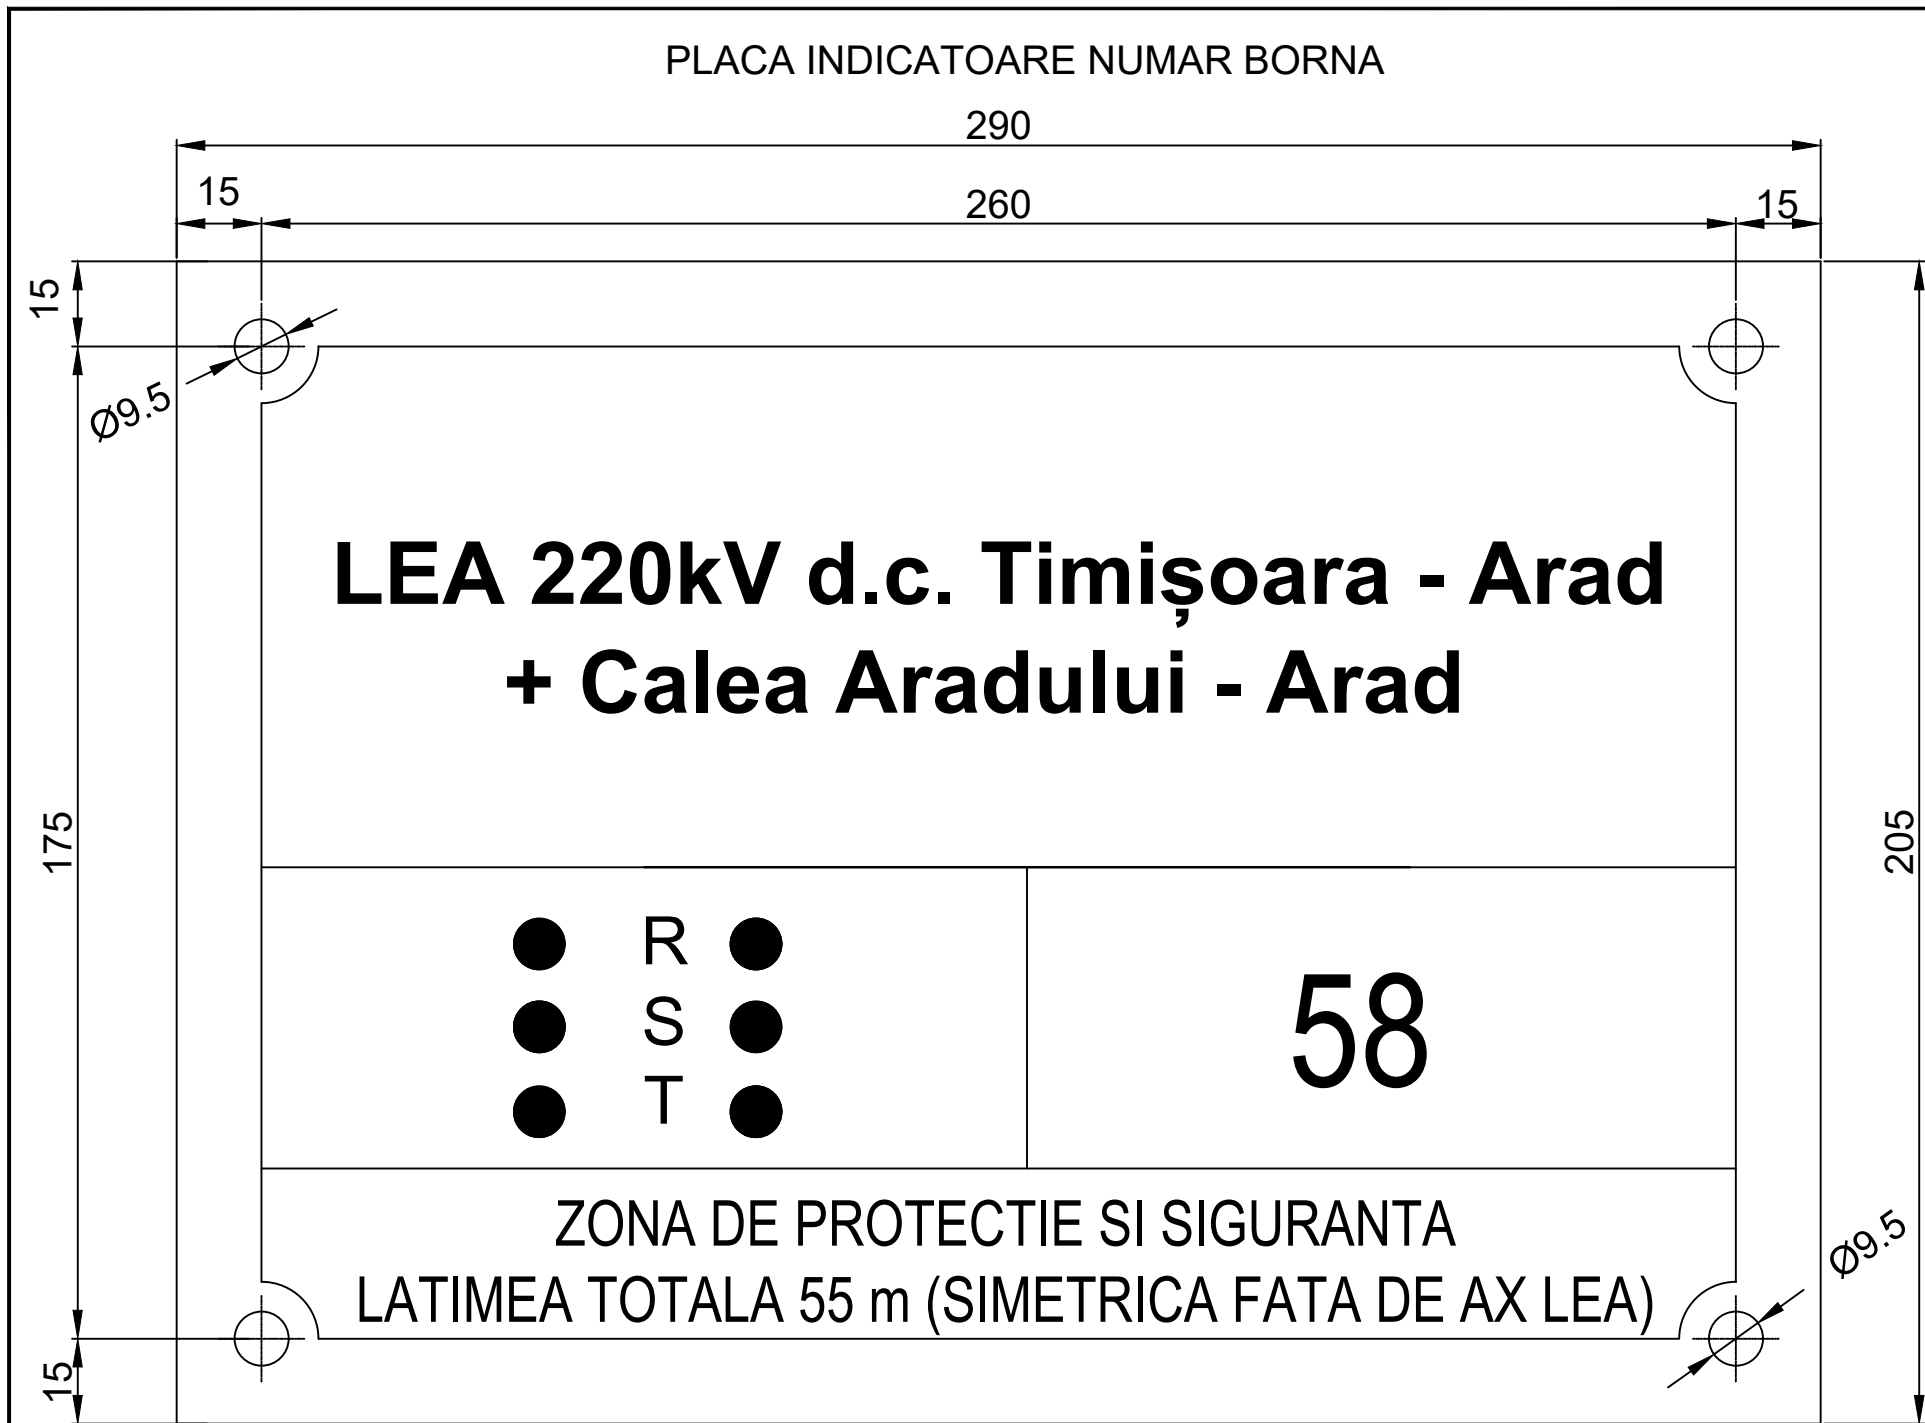 PLACA INDICATOARE NUMAR BORNA
290
15 260 15
15
Ø9.5
LEA 220kV d.c. Timișoara - Arad
+ Calea Aradului - Arad
175
205
R
S
T
58
ZONA DE PROTECTIE SI SIGURANTA
LATIMEA TOTALA 55 m (SIMETRICA FATA DE AX LEA)
Ø9.5
15